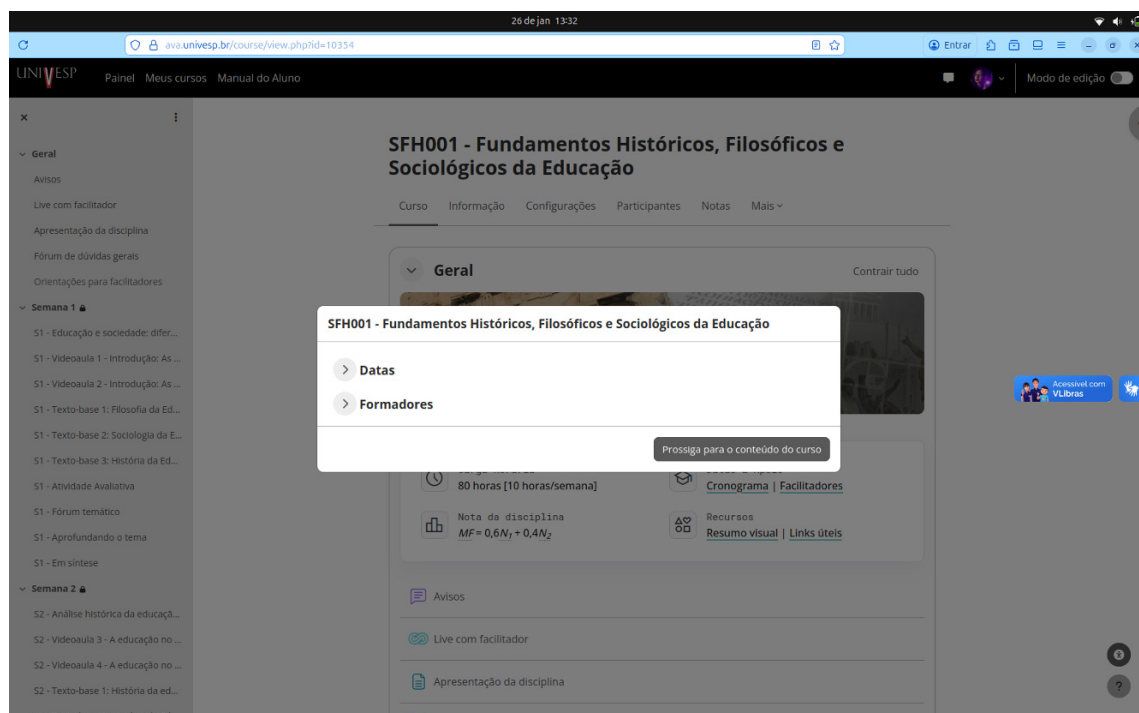 26 de jan 13:32
ava.univesp.br/course/view.php?id=10354
Entrar
UNIVESP
Painel Meus cursos Manual do Aluno
Modo de edição
Geral
Avisos
Live com facilitador
Apresentação da disciplina
Fórum de dúvidas gerais
Orientações para facilitadores
Semana 1
S1 - Educação e sociedade: difer...
S1 - Videoaula 1 - Introdução: As ...
S1 - Videoaula 2 - Introdução: As ...
S1 - Texto-base 1: Filosofia da Ed...
S1 - Texto-base 2: Sociologia da E...
S1 - Texto-base 3: História da Ed...
S1 - Atividade Avaliativa
S1 - Fórum temático
S1 - Aprofundando o tema
S1 - Em síntese
Semana 2
S2 - Análise histórica da educaçã...
S2 - Videoaula 3 - A educação no ...
S2 - Videoaula 4 - A educação no ...
S2 - Texto-base 1: História da ed...
SFH001 - Fundamentos Históricos, Filosóficos e
Sociológicos da Educação
Curso Informação Configurações Participantes Notas Mais
Geral
Contrair tudo
SFH001 - Fundamentos Históricos, Filosóficos e Sociológicos da Educação
Datas
Formadores
Prossiga para o conteúdo do curso
80 horas [10 horas/semana]
Cronograma | Facilitadores
Nota da disciplina
MF = 0,6N₁ + 0,4N₂
Recursos
Resumo visual | Links úteis
Avisos
Live com facilitador
Apresentação da disciplina
Acessível com
VLibras
?